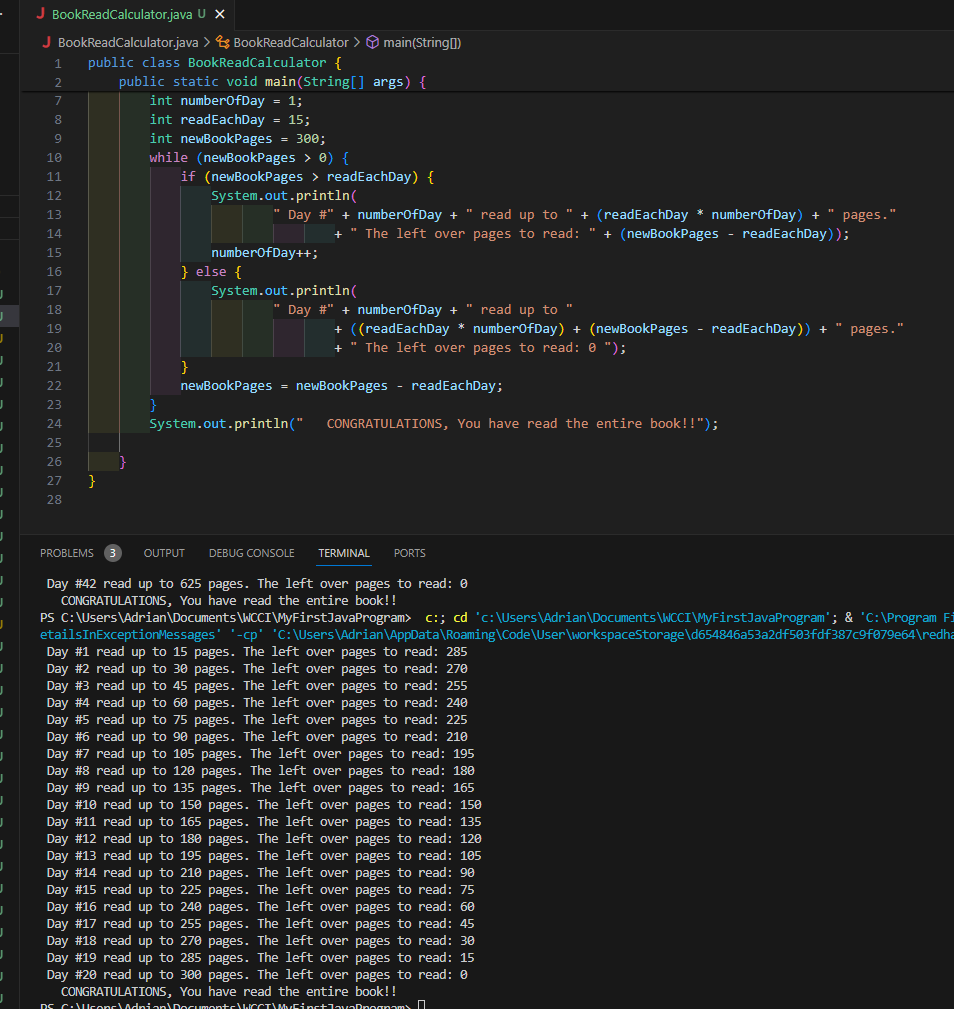 BookReadCalculator.java U
BookReadCalculator.java > BookReadCalculator > main(String[])
1 public class BookReadCalculator {
2 public static void main(String[] args) {
7 int numberOfDay = 1;
8 int readEachDay = 15;
9 int newBookPages = 300;
10 while (newBookPages > 0) {
11 if (newBookPages > readEachDay) {
12 System.out.println(
13 " Day #" + numberOfDay + " read up to " + (readEachDay * numberOfDay) + " pages."
14 + " The left over pages to read: " + (newBookPages - readEachDay));
15 numberOfDay++;
16 } else {
17 System.out.println(
18 " Day #" + numberOfDay + " read up to "
19 + ((readEachDay * numberOfDay) + (newBookPages - readEachDay)) + " pages."
20 + " The left over pages to read: 0 ");
21 }
22 newBookPages = newBookPages - readEachDay;
23 }
24 System.out.println("   CONGRATULATIONS, You have read the entire book!!");
25
26 }
27 }
28
PROBLEMS 3 OUTPUT DEBUG CONSOLE TERMINAL PORTS
Day #42 read up to 625 pages. The left over pages to read: 0
CONGRATULATIONS, You have read the entire book!!
PS C:\Users\Adrian\Documents\WCCI\MyFirstJavaProgram> c:; cd 'c:\Users\Adrian\Documents\WCCI\MyFirstJavaProgram'; & 'C:\Program Fi
etailsInExceptionMessages' '-cp' 'C:\Users\Adrian\AppData\Roaming\Code\User\workspaceStorage\d654846a53a2df503fdf387c9f079e64\redha
Day #1 read up to 15 pages. The left over pages to read: 285
Day #2 read up to 30 pages. The left over pages to read: 270
Day #3 read up to 45 pages. The left over pages to read: 255
Day #4 read up to 60 pages. The left over pages to read: 240
Day #5 read up to 75 pages. The left over pages to read: 225
Day #6 read up to 90 pages. The left over pages to read: 210
Day #7 read up to 105 pages. The left over pages to read: 195
Day #8 read up to 120 pages. The left over pages to read: 180
Day #9 read up to 135 pages. The left over pages to read: 165
Day #10 read up to 150 pages. The left over pages to read: 150
Day #11 read up to 165 pages. The left over pages to read: 135
Day #12 read up to 180 pages. The left over pages to read: 120
Day #13 read up to 195 pages. The left over pages to read: 105
Day #14 read up to 210 pages. The left over pages to read: 90
Day #15 read up to 225 pages. The left over pages to read: 75
Day #16 read up to 240 pages. The left over pages to read: 60
Day #17 read up to 255 pages. The left over pages to read: 45
Day #18 read up to 270 pages. The left over pages to read: 30
Day #19 read up to 285 pages. The left over pages to read: 15
Day #20 read up to 300 pages. The left over pages to read: 0
CONGRATULATIONS, You have read the entire book!!
PS C:\Users\Adrian\Documents\WCCI\MyFirstJavaProgram>